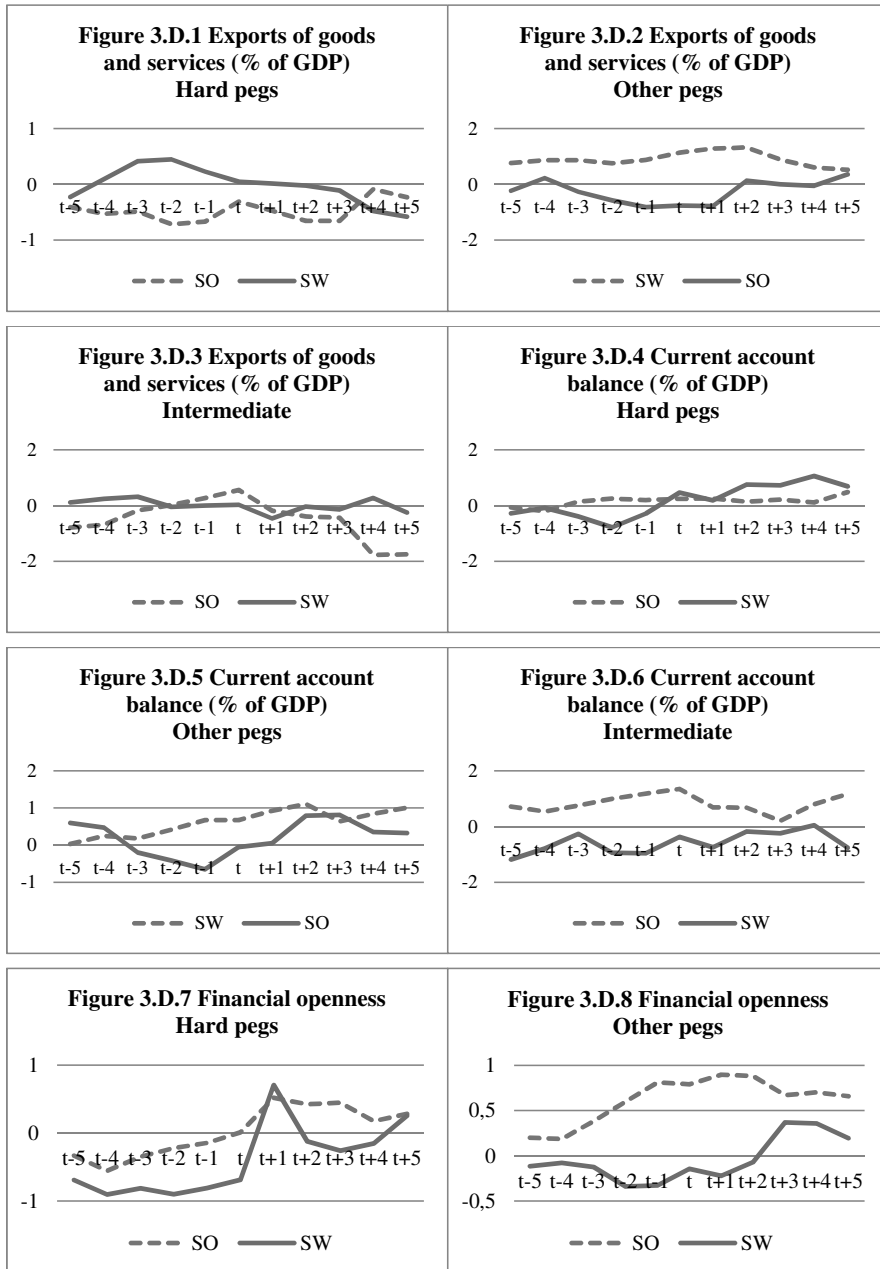 Figure 3.D.1 Exports of goods
and services (% of GDP)
Hard pegs
1
0
-1
t-5 t-4 t-3 t-2 t-1 t t+1 t+2 t+3 t+4 t+5
SO SW
Figure 3.D.2 Exports of goods
and services (% of GDP)
Other pegs
2
0
-2
t-5 t-4 t-3 t-2 t-1 t t+1 t+2 t+3 t+4 t+5
SW SO
Figure 3.D.3 Exports of goods
and services (% of GDP)
Intermediate
2
0
-2
t-5 t-4 t-3 t-2 t-1 t t+1 t+2 t+3 t+4 t+5
SO SW
Figure 3.D.4 Current account
balance (% of GDP)
Hard pegs
2
0
-2
t-5 t-4 t-3 t-2 t-1 t t+1 t+2 t+3 t+4 t+5
SO SW
Figure 3.D.5 Current account
balance (% of GDP)
Other pegs
2
1
0
-1
t-5 t-4 t-3 t-2 t-1 t t+1 t+2 t+3 t+4 t+5
SW SO
Figure 3.D.6 Current account
balance (% of GDP)
Intermediate
2
0
-2
t-5 t-4 t-3 t-2 t-1 t t+1 t+2 t+3 t+4 t+5
SO SW
Figure 3.D.7 Financial openness
Hard pegs
1
0
-1
t-5 t-4 t-3 t-2 t-1 t t+1 t+2 t+3 t+4 t+5
SO SW
Figure 3.D.8 Financial openness
Other pegs
1
0,5
0
-0,5
t-5 t-4 t-3 t-2 t-1 t t+1 t+2 t+3 t+4 t+5
SO SW